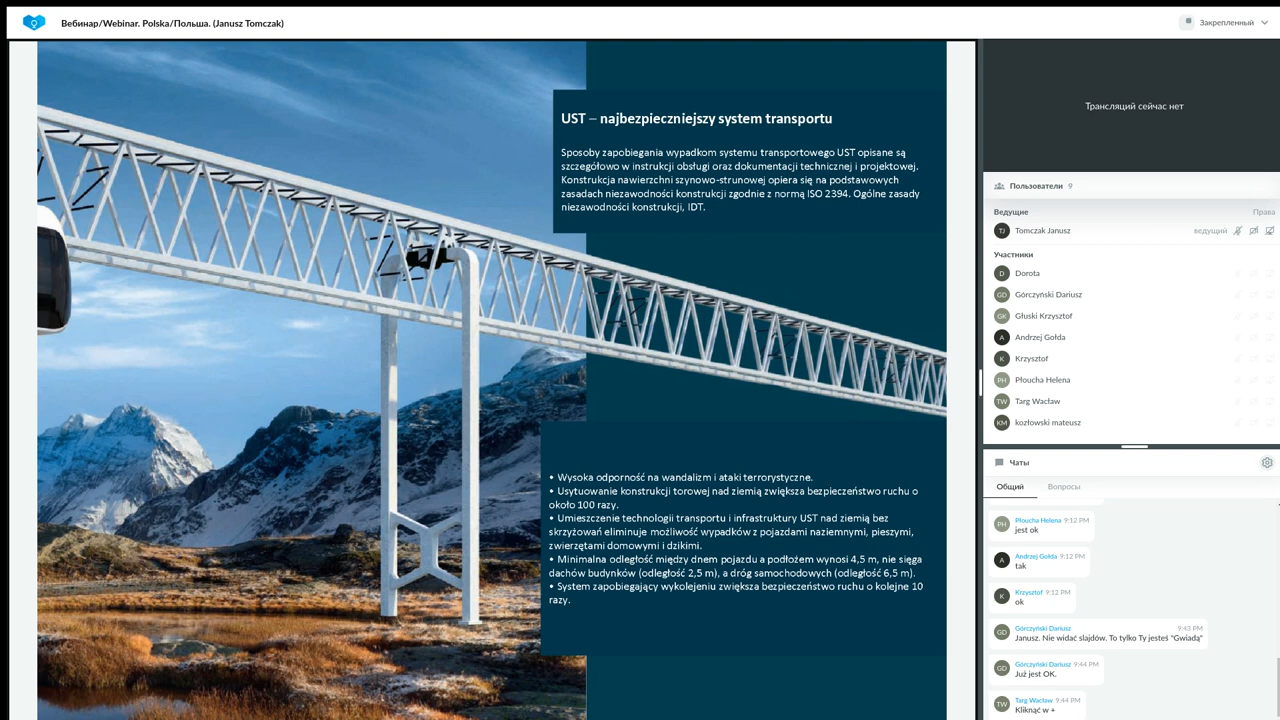 Вебинар/Webinar. Polska/Польша. (Janusz Tomczak)
Закрепленный
UST – najbezpieczniejszy system transportu
Sposoby zapobiegania wypadkom systemu transportowego UST opisane są
szczegółowo w instrukcji obsługi oraz dokumentacji technicznej i projektowej.
Konstrukcja nawierzchni szynowo-strunowej opiera się na podstawowych
zasadach niezawodności konstrukcji zgodnie z normą ISO 2394. Ogólne zasady
niezawodności konstrukcji, IDT.
• Wysoka odporność na wandalizm i ataki terrorystyczne.
• Usytuowanie konstrukcji torowej nad ziemią zwiększa bezpieczeństwo ruchu o
około 100 razy.
• Umieszczenie technologii transportu i infrastruktury UST nad ziemią bez
skrzyżowań eliminuje możliwość wypadków z pojazdami naziemnymi, pieszymi,
zwierzętami domowymi i dzikimi.
• Minimalna odległość między dnem pojazdu a podłożem wynosi 4,5 m, nie sięga
dachów budynków (odległość 2,5 m), a dróg samochodowych (odległość 6,5 m).
• System zapobiegający wykolejeniu zwiększa bezpieczeństwo ruchu o kolejne 10
razy.
Трансляций сейчас нет
Пользователи 9
Ведущие Права
TJ Tomczak Janusz ведущий
Участники
D Dorota
GD Górczyński Dariusz
GK Głuski Krzysztof
A Andrzej Gołda
K Krzysztof
PH Płoucha Helena
TW Targ Wacław
KM kozłowski mateusz
Чаты
Общий Вопросы
PH Płoucha Helena 9:12 PM
jest ok
A Andrzej Gołda 9:12 PM
tak
K Krzysztof 9:12 PM
ok
GD Górczyński Dariusz 9:43 PM
Janusz. Nie widać slajdów. To tylko Ty jesteś "Gwiadą"
GD Górczyński Dariusz 9:44 PM
Już jest OK.
TW Targ Wacław 9:44 PM
Kliknąć w +